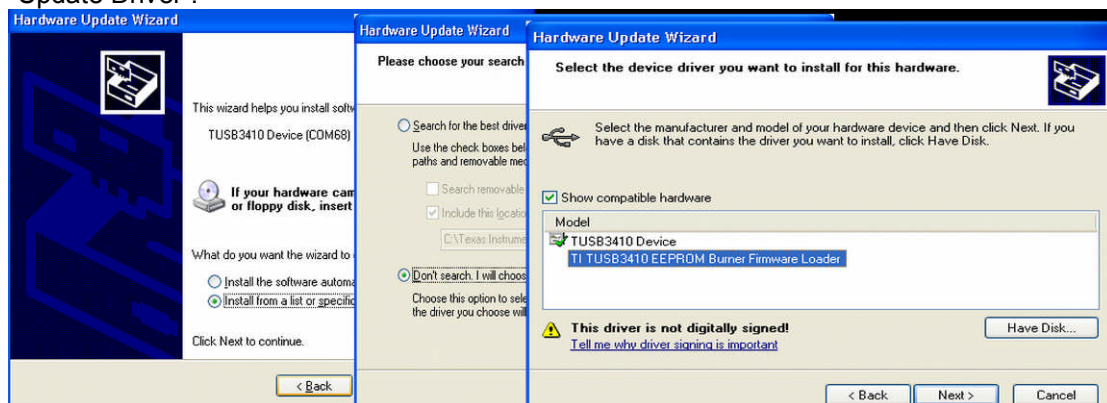 "Update Driver".
Hardware Update Wizard
This wizard helps you install softw
TUSB3410 Device (COM68)
If your hardware cam
or floppy disk, insert
What do you want the wizard to
Install the software automa
Install from a list or specific
Click Next to continue.
< Back
Hardware Update Wizard
Please choose your search
Search for the best driver
Use the check boxes bel
paths and removable med
Search removable
Include this locatio
C:\Texas Instrume
Don't search. I will choos
Choose this option to sele
the driver you choose will
Hardware Update Wizard
Select the device driver you want to install for this hardware.
Select the manufacturer and model of your hardware device and then click Next. If you
have a disk that contains the driver you want to install, click Have Disk.
Show compatible hardware
Model
TUSB3410 Device
TI TUSB3410 EEPROM Burner Firmware Loader
This driver is not digitally signed!
Tell me why driver signing is important
Have Disk...
< Back
Next >
Cancel